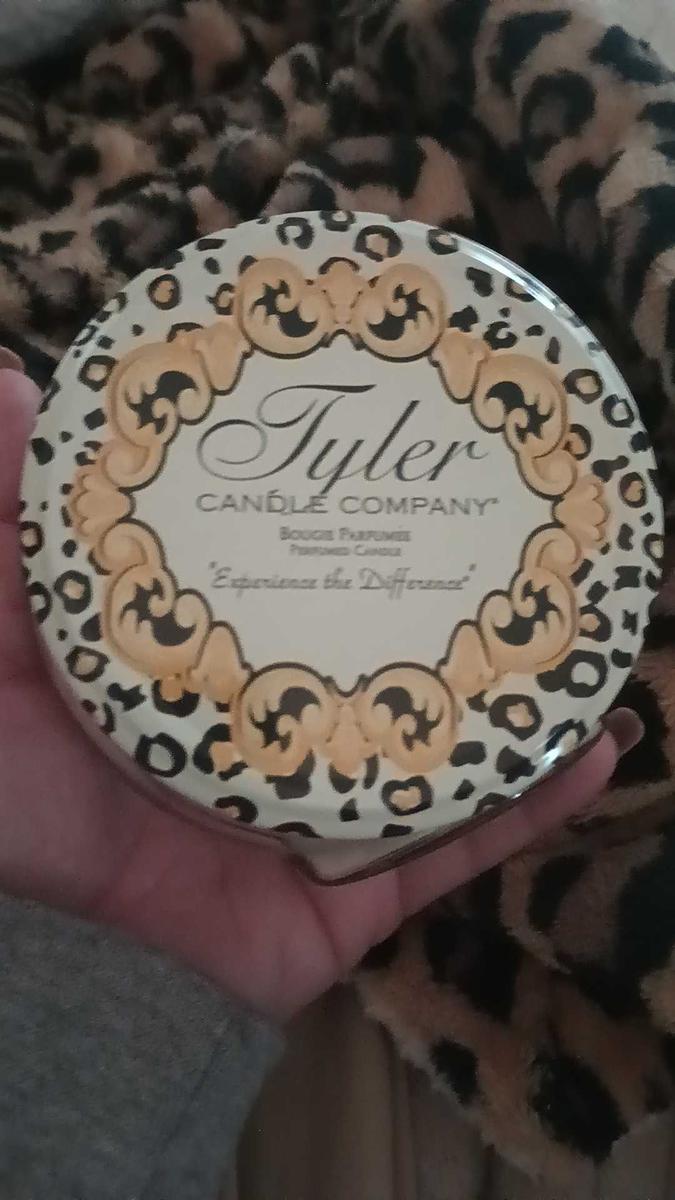 Tyler
CANDLE COMPANY®
BOUGIE PARFUMÉE
PERFUMED CANDLE
"Experience the Difference"